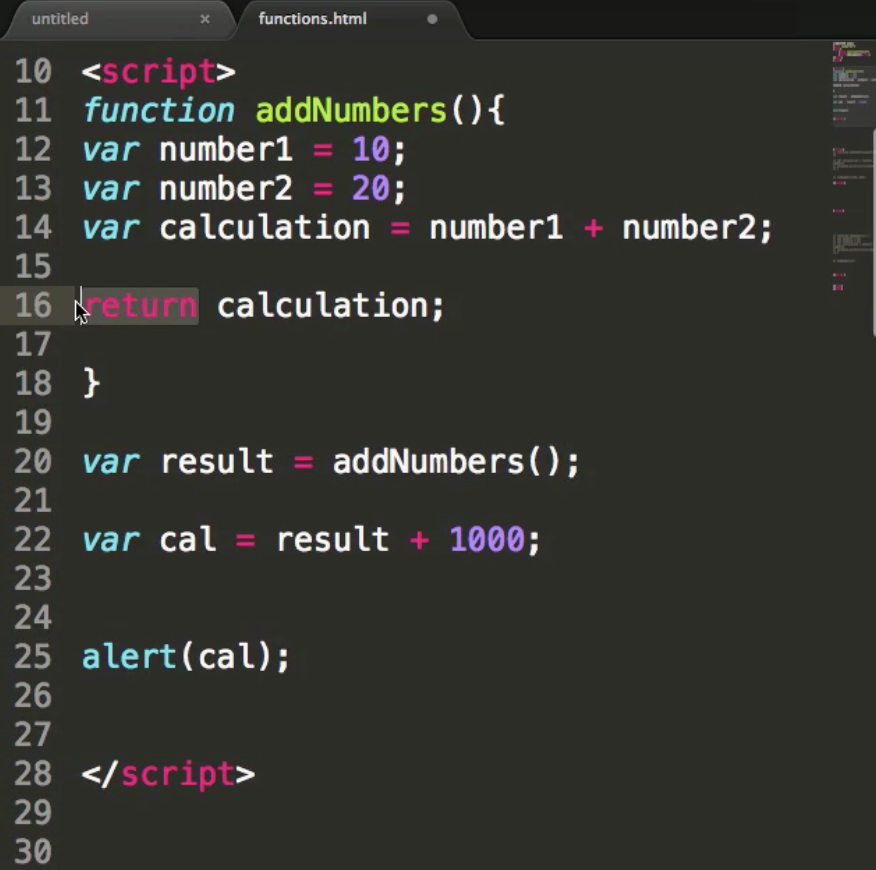 untitled × functions.html
10 <script>
11 function addNumbers(){
12 var number1 = 10;
13 var number2 = 20;
14 var calculation = number1 + number2;
15
16 return calculation;
17
18 }
19
20 var result = addNumbers();
21
22 var cal = result + 1000;
23
24
25 alert(cal);
26
27
28 </script>
29
30